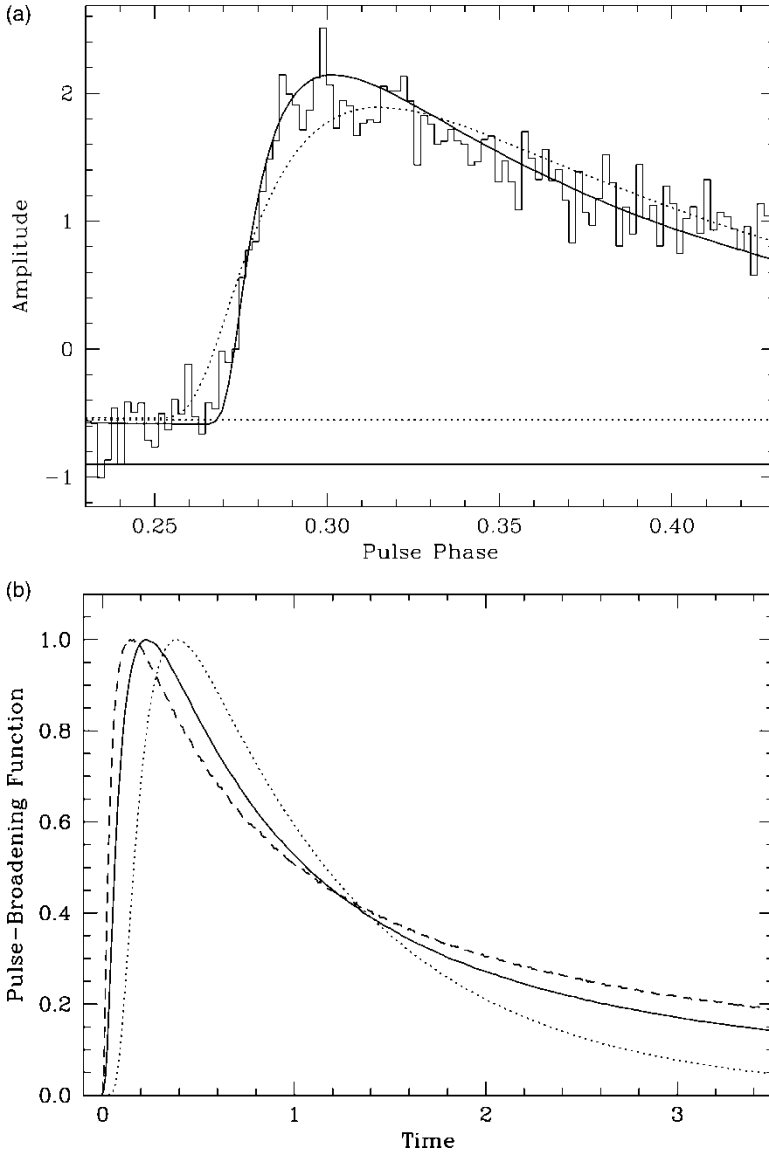 (a)
2
1
0
−1
Amplitude
0.25 0.30 0.35 0.40
Pulse Phase
(b)
1.0
0.8
0.6
0.4
0.2
0.0
Pulse-Broadening Function
0 1 2 3
Time